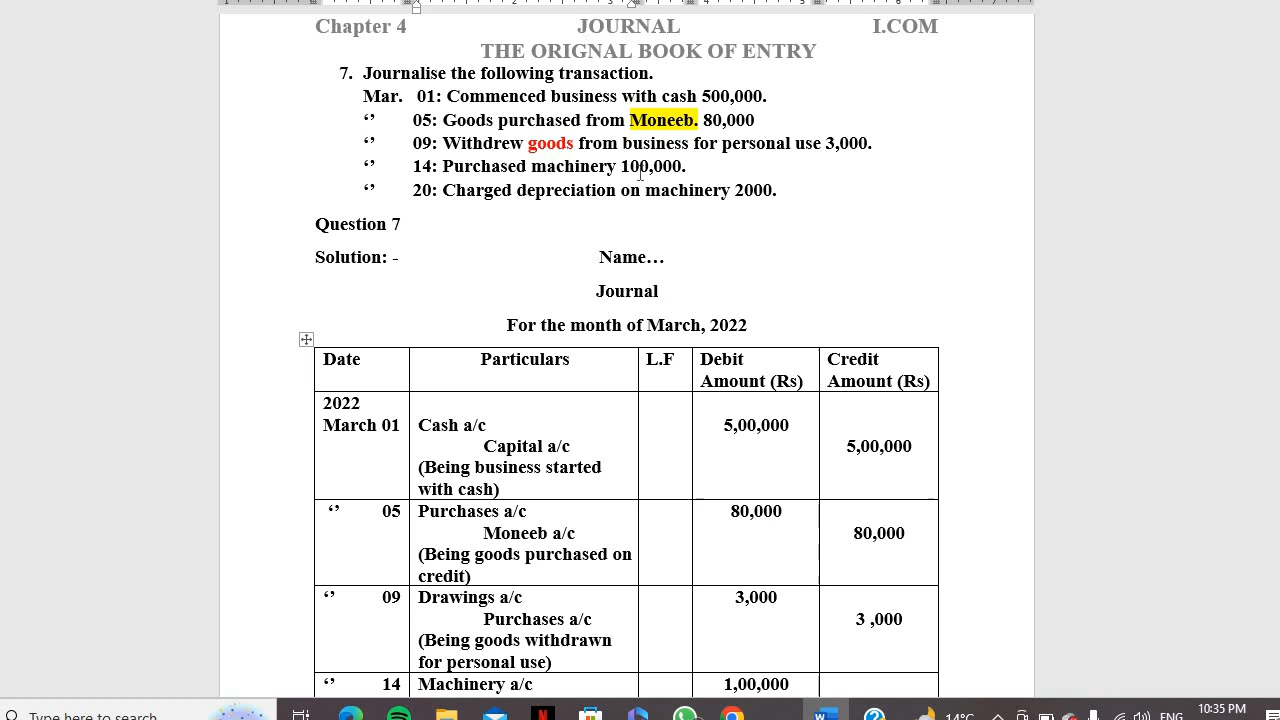 Chapter 4 JOURNAL I.COM
THE ORIGNAL BOOK OF ENTRY
7. Journalise the following transaction.
Mar. 01: Commenced business with cash 500,000.
‘’ 05: Goods purchased from Moneeb. 80,000
‘’ 09: Withdrew goods from business for personal use 3,000.
‘’ 14: Purchased machinery 100,000.
‘’ 20: Charged depreciation on machinery 2000.
Question 7
Solution: - Name…
Journal
For the month of March, 2022
Date Particulars L.F Debit Credit
Amount (Rs) Amount (Rs)
2022
March 01 Cash a/c 5,00,000
Capital a/c 5,00,000
(Being business started
with cash)
‘’ 05 Purchases a/c 80,000
Moneeb a/c 80,000
(Being goods purchased on
credit)
‘’ 09 Drawings a/c 3,000
Purchases a/c 3 ,000
(Being goods withdrawn
for personal use)
‘’ 14 Machinery a/c 1,00,000
10:35 PM
Type here to search 14°C ENG